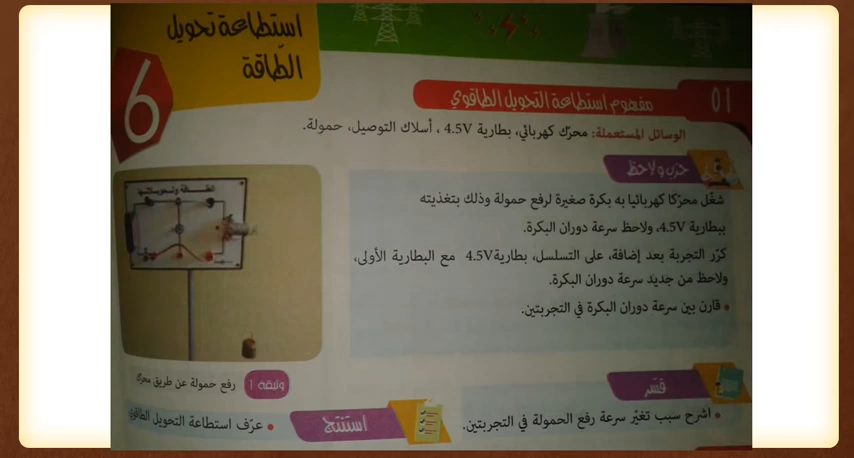 استطاعة تحويل
الطّاقة
6
01
مفهوم استطاعة التحويل الطاقوي
الوسائل المستعملة: محرّك كهربائي، بطارية 4.5V ، أسلاك التوصيل، حمولة.
جرّب ولاحظ
شغّل محرّكا كهربائيا به بكرة صغيرة لرفع حمولة وذلك بتغذيته
ببطارية 4.5V، ولاحظ سرعة دوران البكرة.
كرّر التجربة بعد إضافة، على التسلسل، بطارية 4.5V مع البطارية الأولى،
ولاحظ من جديد سرعة دوران البكرة.
• قارن بين سرعة دوران البكرة في التجربتين.
الطاقة وتحويلاتها
وثيقة 1
رفع حمولة عن طريق محرّك
فسّر
• اشرح سبب تغيّر سرعة رفع الحمولة في التجربتين.
استنتج
• عرّف استطاعة التحويل الطاقوي